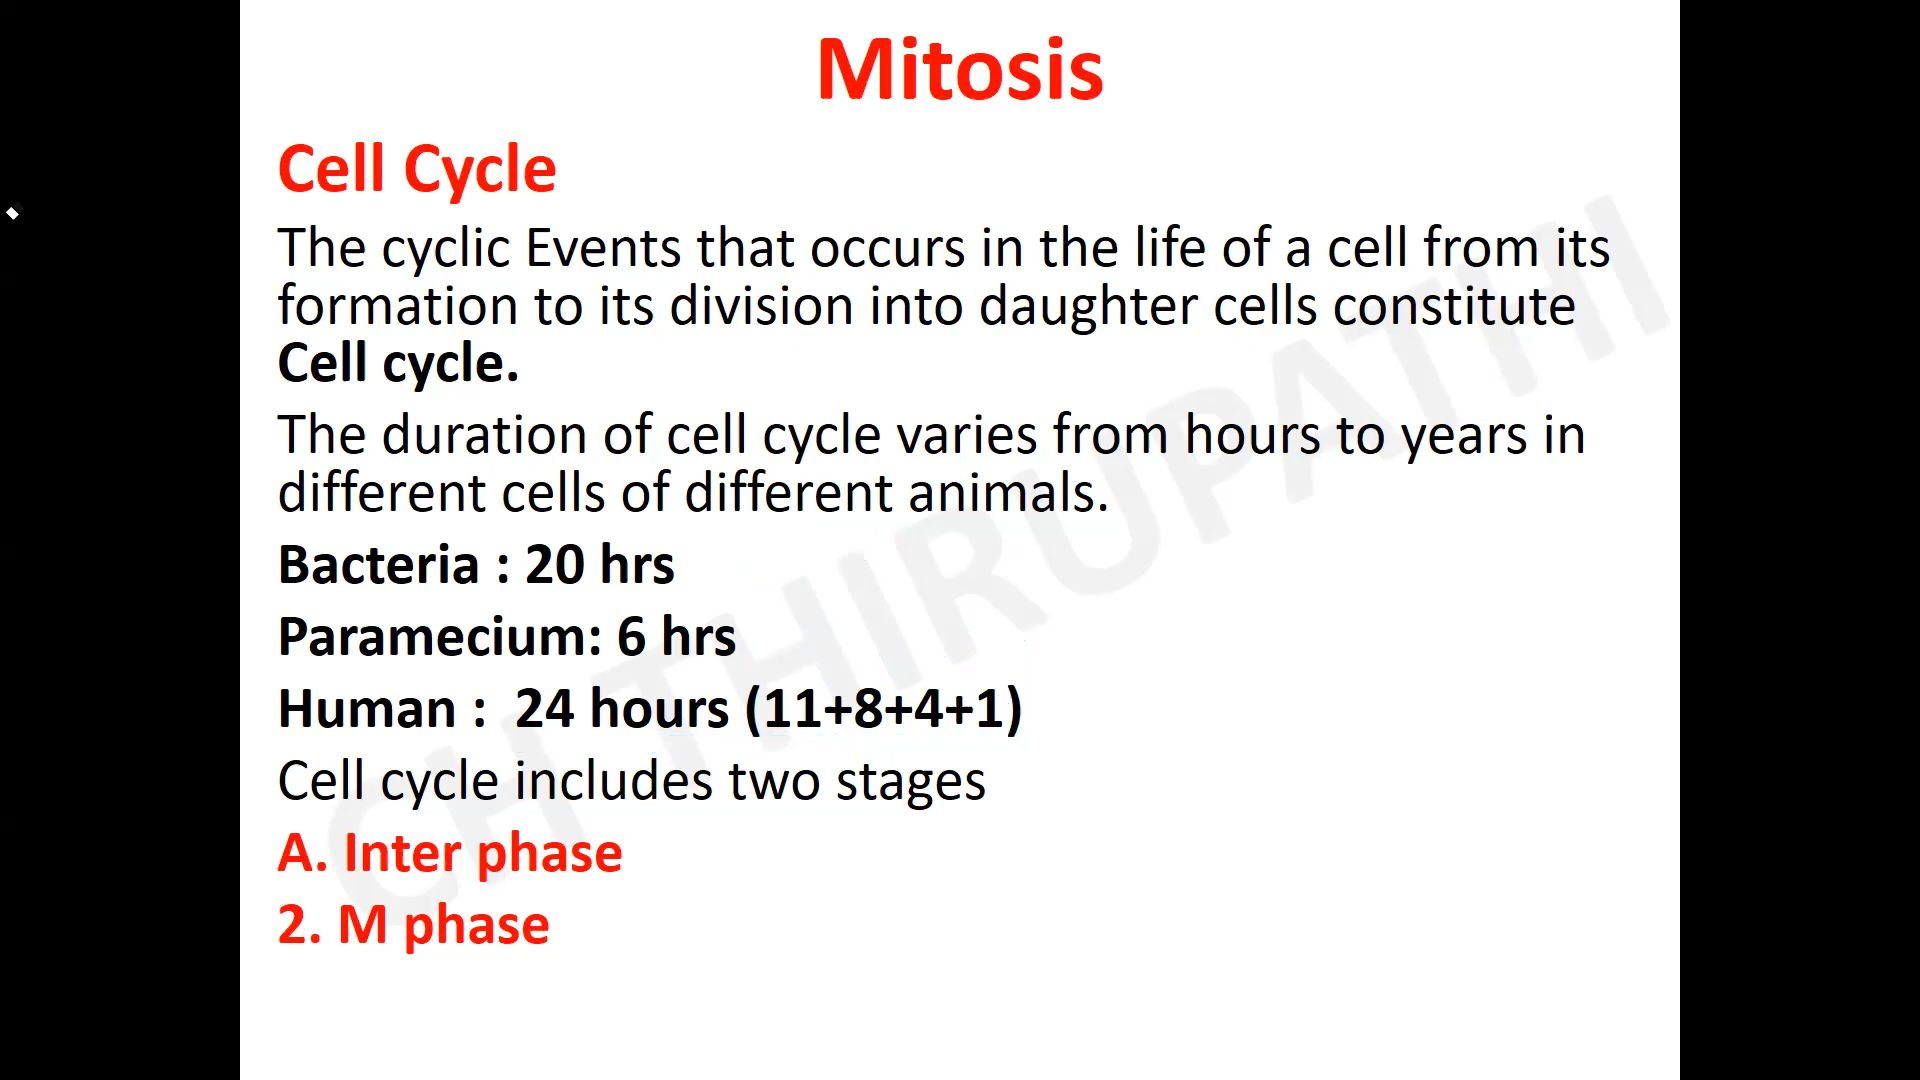 Mitosis
Cell Cycle
The cyclic Events that occurs in the life of a cell from its
formation to its division into daughter cells constitute
Cell cycle.
The duration of cell cycle varies from hours to years in
different cells of different animals.
Bacteria : 20 hrs
Paramecium: 6 hrs
Human :  24 hours (11+8+4+1)
Cell cycle includes two stages
A. Inter phase
2. M phase
CH THIRUPATHI